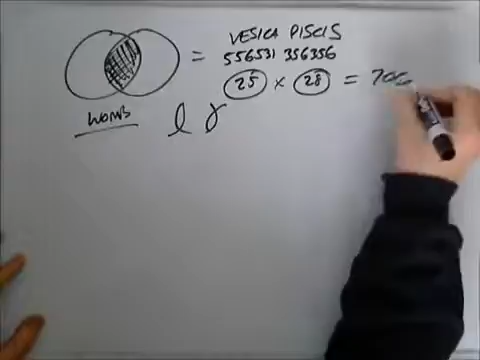 VESICA PISCIS
= 556531 356356
25 × 28 = 700
WOMB
l γ